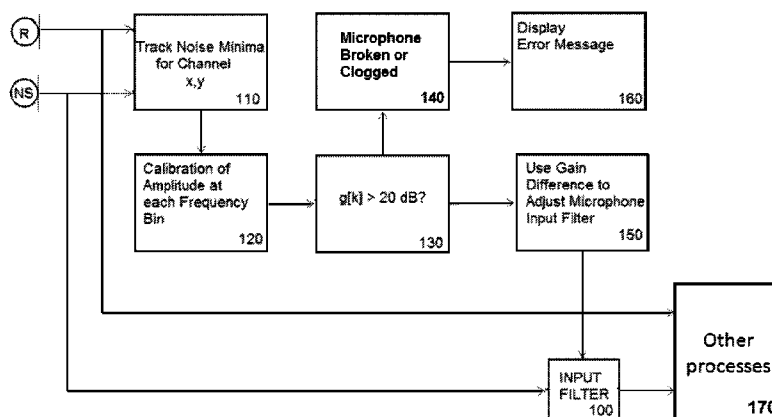 R
Track Noise Minima
for Channel
x,y
110
Microphone
Broken or
Clogged
140
Display
Error Message
160
NS
Calibration of
Amplitude at
each Frequency
Bin
120
g[k] > 20 dB?
130
Use Gain
Difference to
Adjust Microphone
Input Filter
150
INPUT
FILTER
100
Other
processes
170